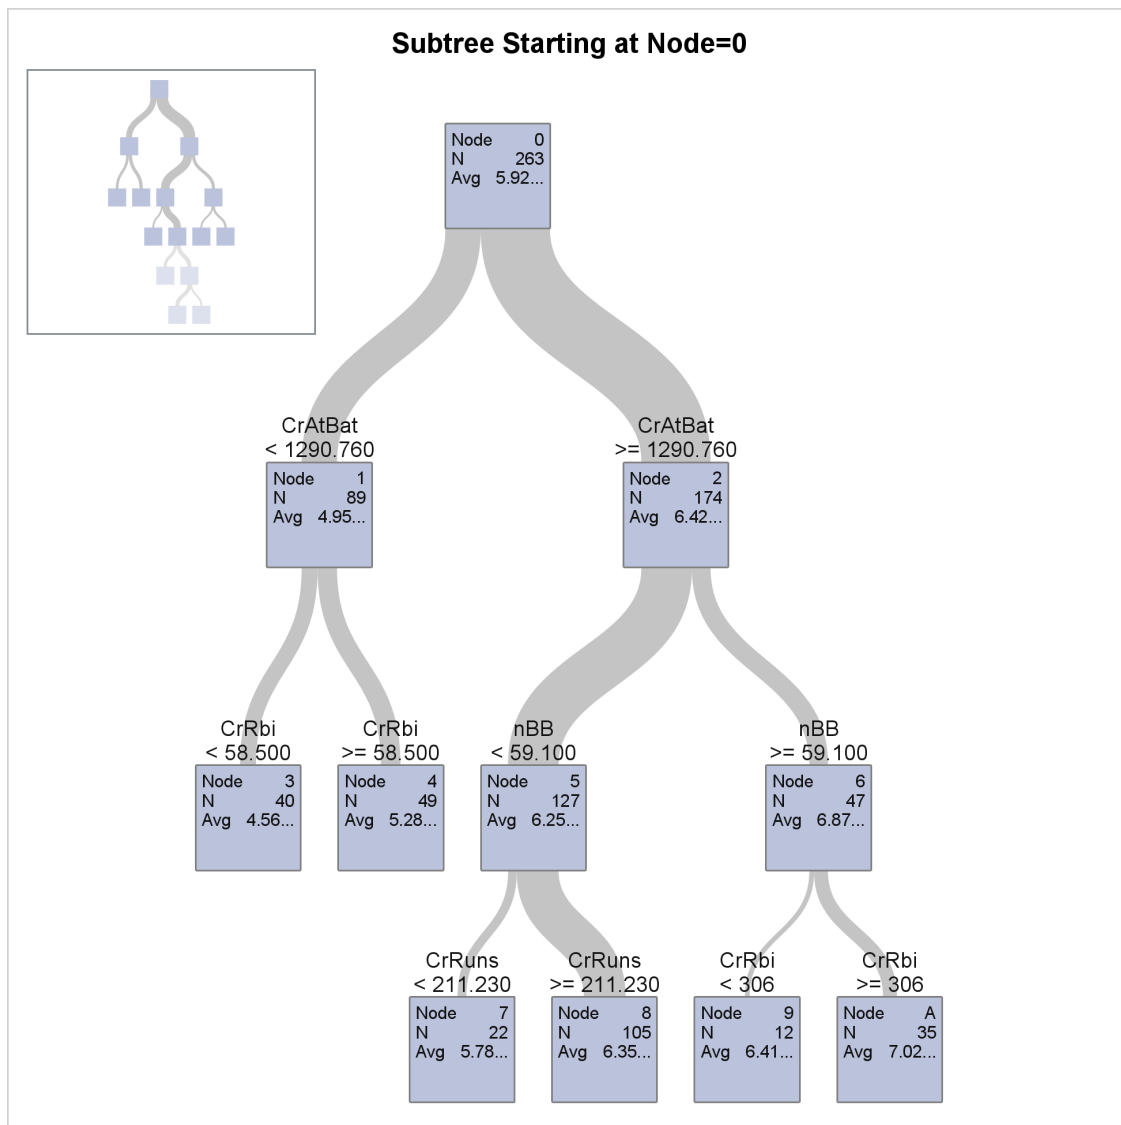 Subtree Starting at Node=0
Node 0
N 263
Avg 5.92...
CrAtBat
< 1290.760
Node 1
N 89
Avg 4.95...
CrAtBat
>= 1290.760
Node 2
N 174
Avg 6.42...
CrRbi
< 58.500
Node 3
N 40
Avg 4.56...
CrRbi
>= 58.500
Node 4
N 49
Avg 5.28...
nBB
< 59.100
Node 5
N 127
Avg 6.25...
nBB
>= 59.100
Node 6
N 47
Avg 6.87...
CrRuns
< 211.230
Node 7
N 22
Avg 5.78...
CrRuns
>= 211.230
Node 8
N 105
Avg 6.35...
CrRbi
< 306
Node 9
N 12
Avg 6.41...
CrRbi
>= 306
Node A
N 35
Avg 7.02...